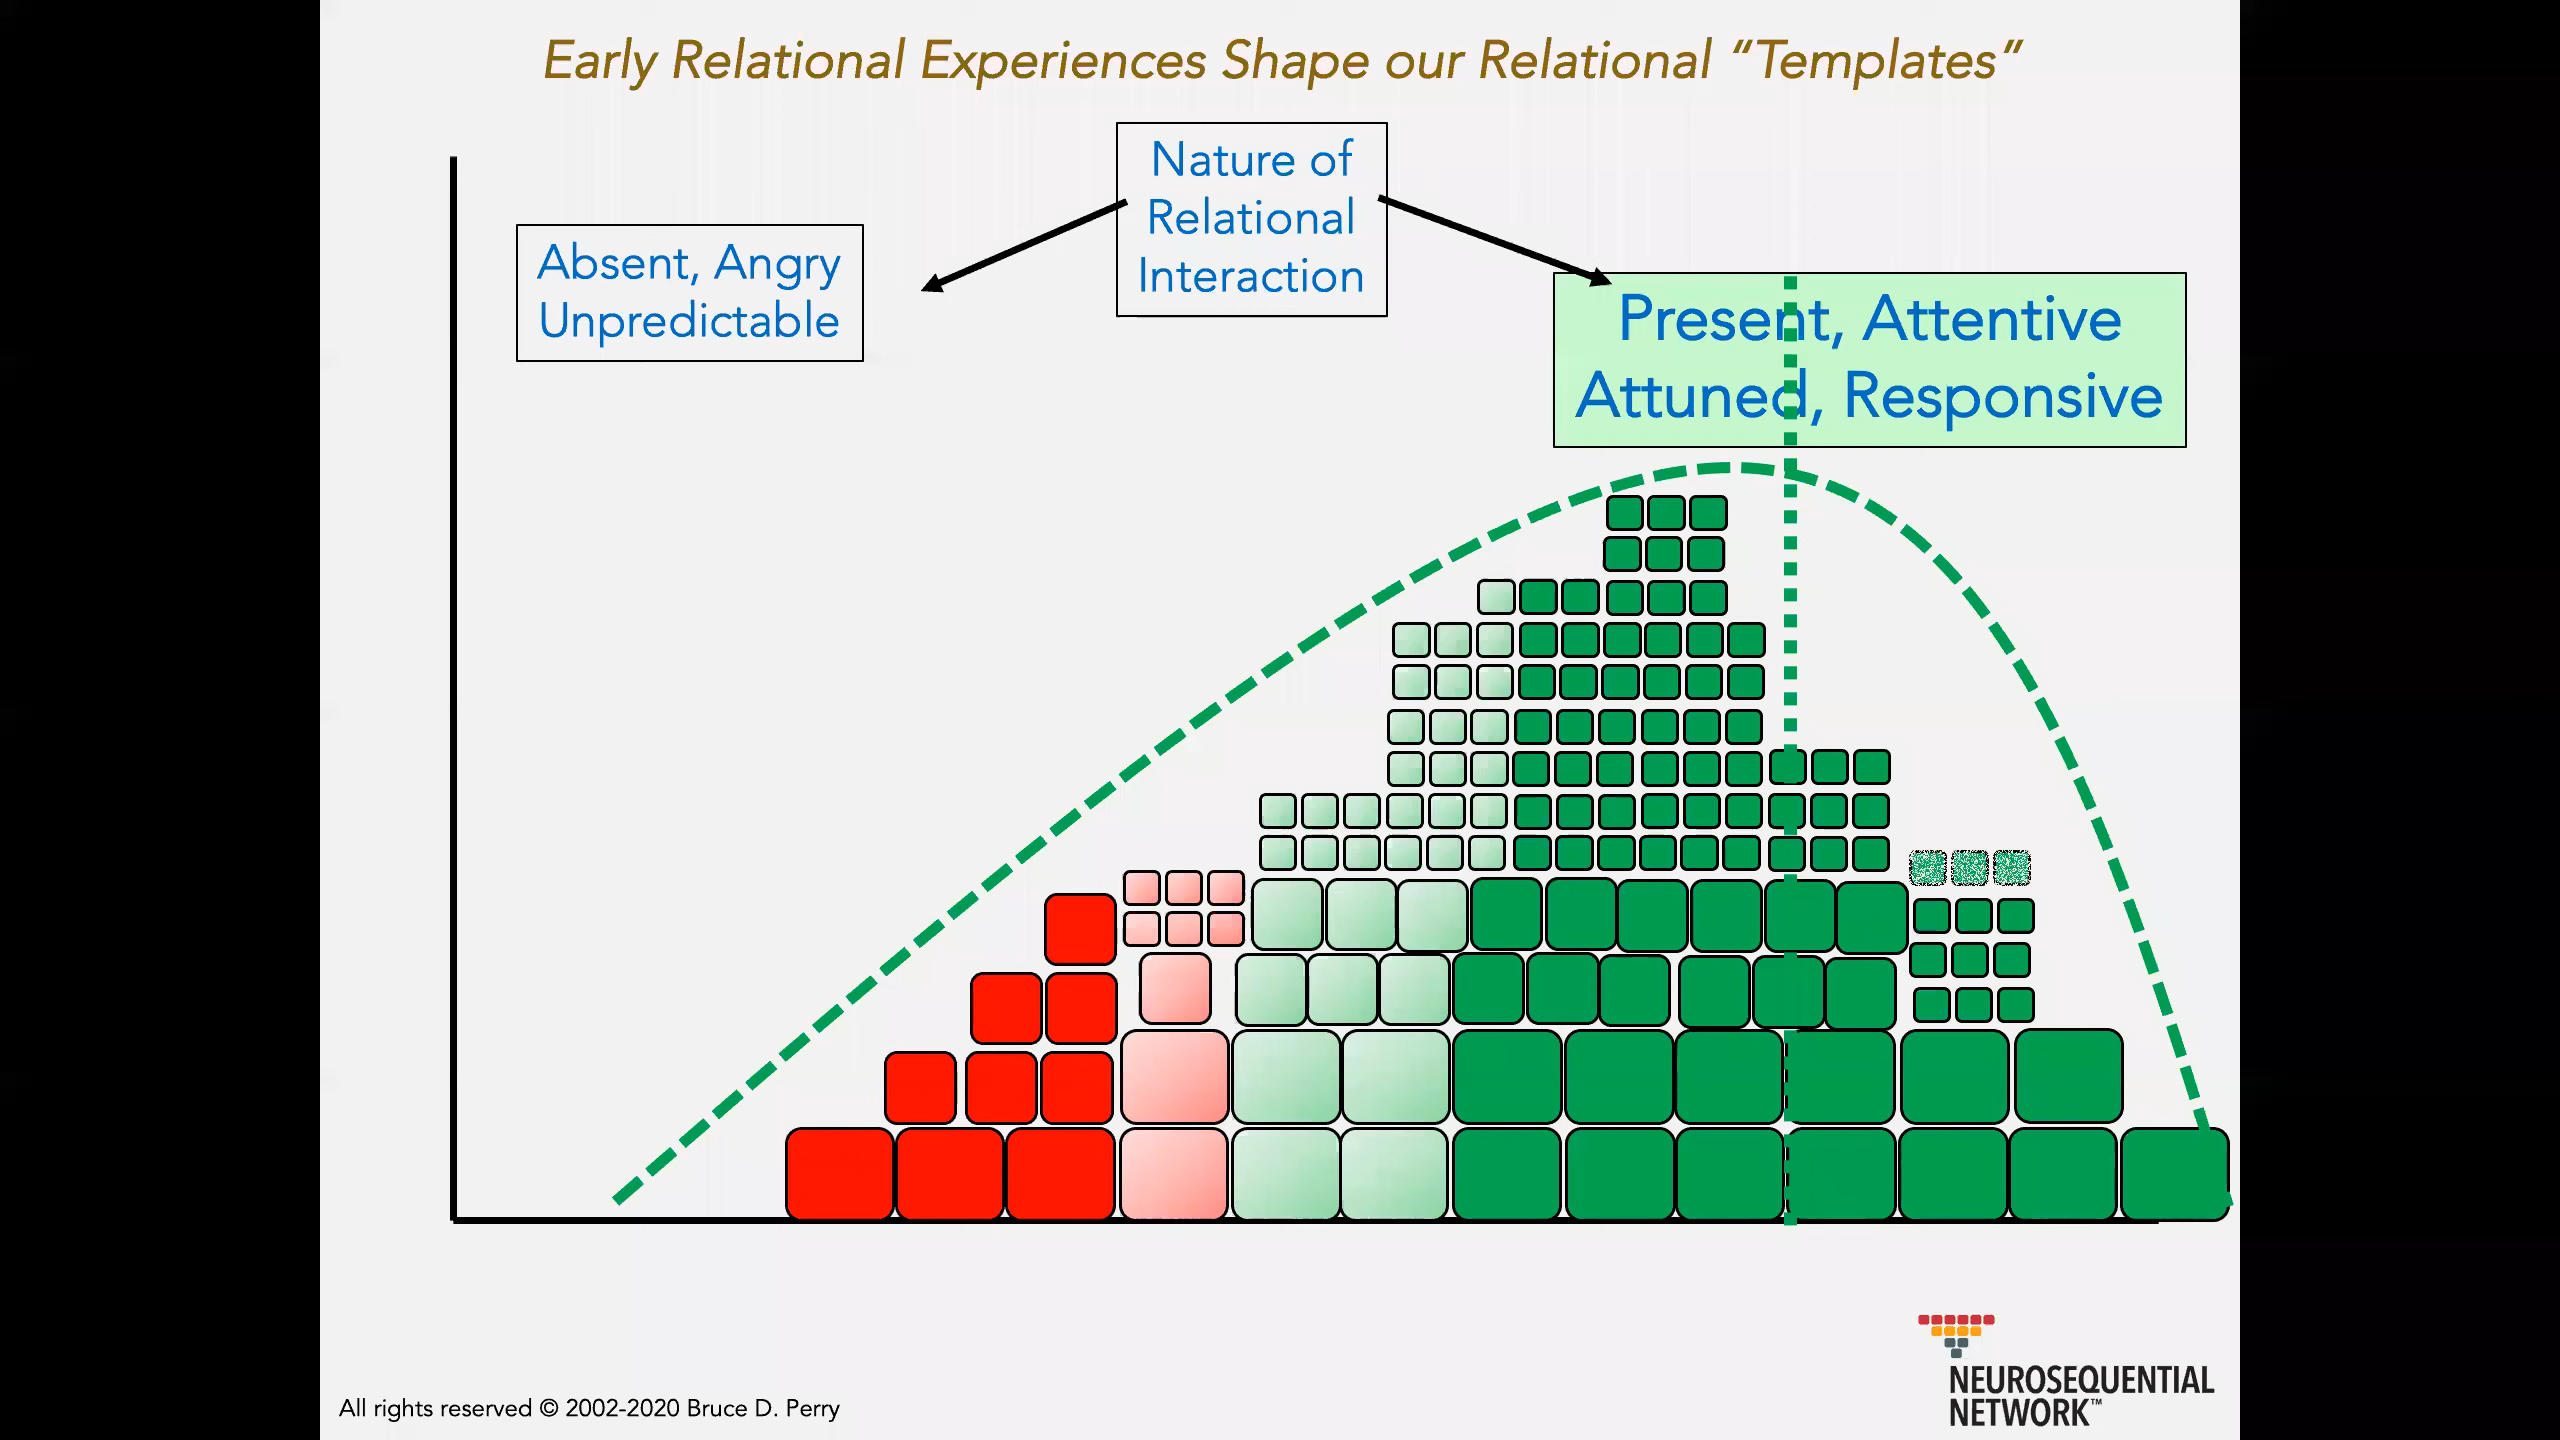 Early Relational Experiences Shape our Relational “Templates”
Nature of
Relational
Interaction
Absent, Angry
Unpredictable
Present, Attentive
Attuned, Responsive
All rights reserved © 2002-2020 Bruce D. Perry
NEUROSEQUENTIAL
NETWORK™